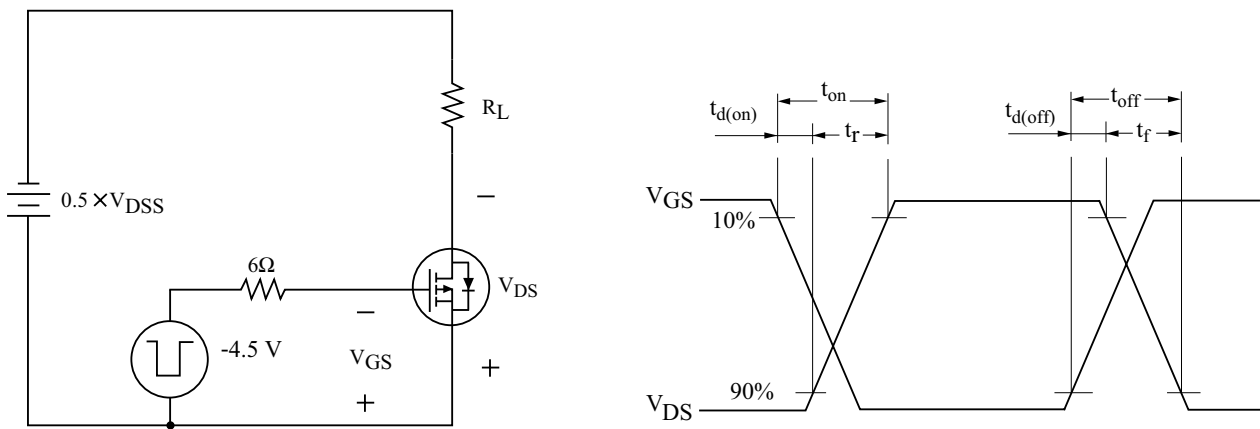 R_L
0.5 ×V_DSS
6Ω
V_DS
-4.5 V
V_GS
−
+
−
+
t_on
t_off
t_d(on)
t_r
t_d(off)
t_f
V_GS
10%
90%
V_DS